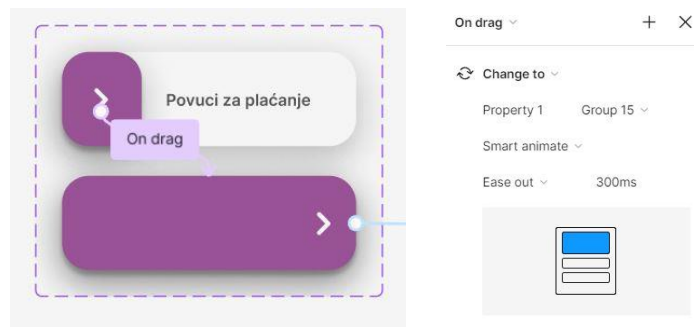 Povuci za plaćanje
On drag
On drag
Change to
Property 1 Group 15
Smart animate
Ease out 300ms